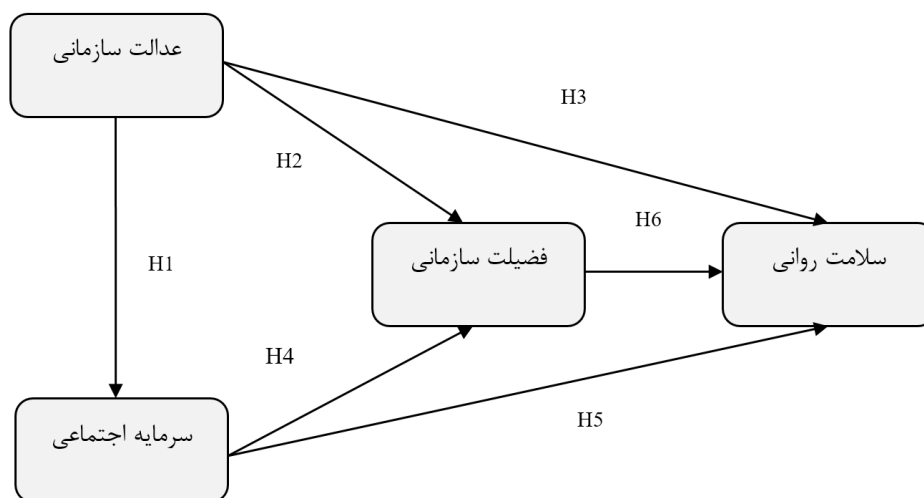 عدالت سازمانی
H3
H2
H6
فضیلت سازمانی
سلامت روانی
H1
H4
H5
سرمایه اجتماعی